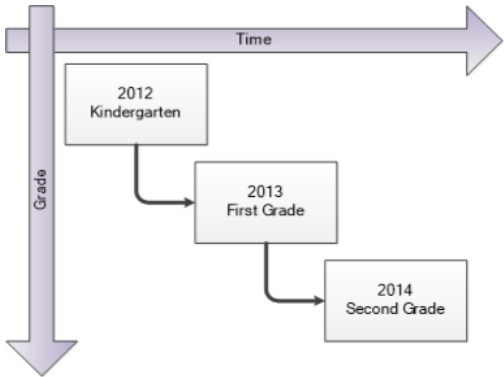 Time
Grade
2012
Kindergarten
2013
First Grade
2014
Second Grade